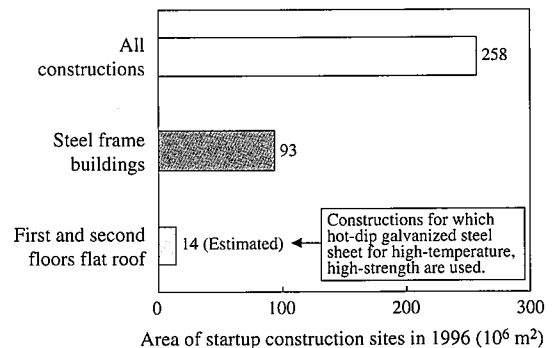 All
constructions
258
Steel frame
buildings
93
First and second
floors flat roof
14 (Estimated)
Constructions for which
hot-dip galvanized steel
sheet for high-temperature,
high-strength are used.
0 100 200 300
Area of startup construction sites in 1996 (10⁶ m²)